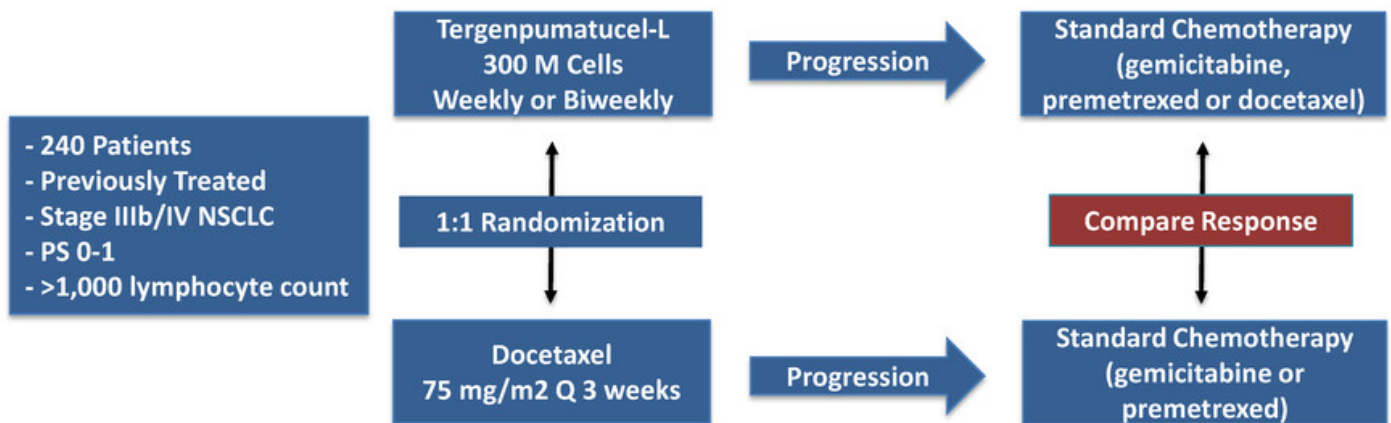 - 240 Patients
- Previously Treated
- Stage IIIb/IV NSCLC
- PS 0-1
- >1,000 lymphocyte count
Tergenpumatucel-L
300 M Cells
Weekly or Biweekly
1:1 Randomization
Docetaxel
75 mg/m2 Q 3 weeks
Progression
Progression
Standard Chemotherapy
(gemicitabine,
premetrexed or docetaxel)
Compare Response
Standard Chemotherapy
(gemicitabine or
premetrexed)